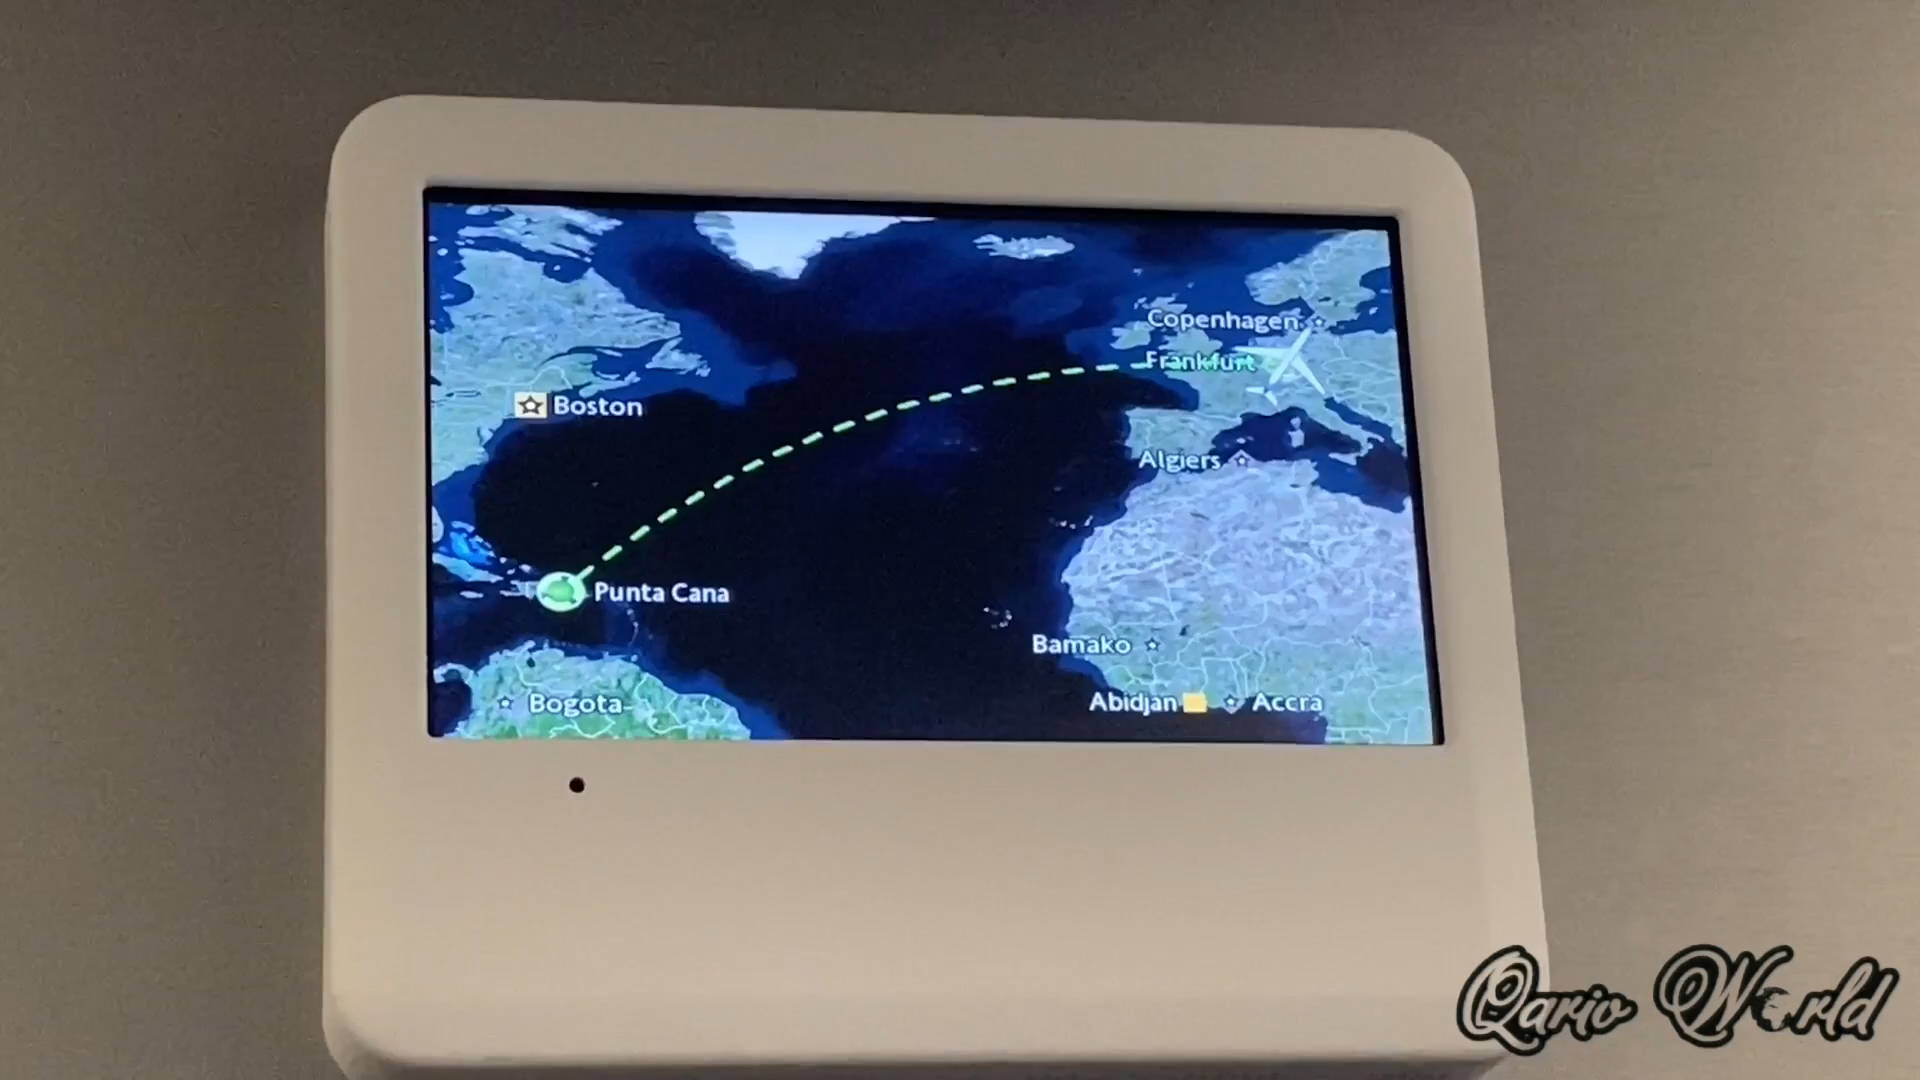 Copenhagen
Frankfurt
Boston
Algiers
Punta Cana
Bamako
Bogota
Abidjan
Accra
Qario World